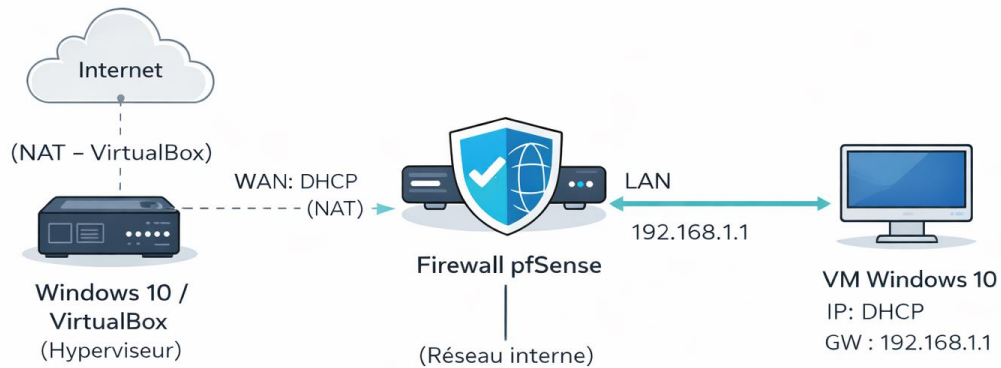 Internet
(NAT – VirtualBox)
WAN: DHCP
(NAT)
Windows 10 /
VirtualBox
(Hyperviseur)
Firewall pfSense
(Réseau interne)
LAN
192.168.1.1
VM Windows 10
IP: DHCP
GW : 192.168.1.1